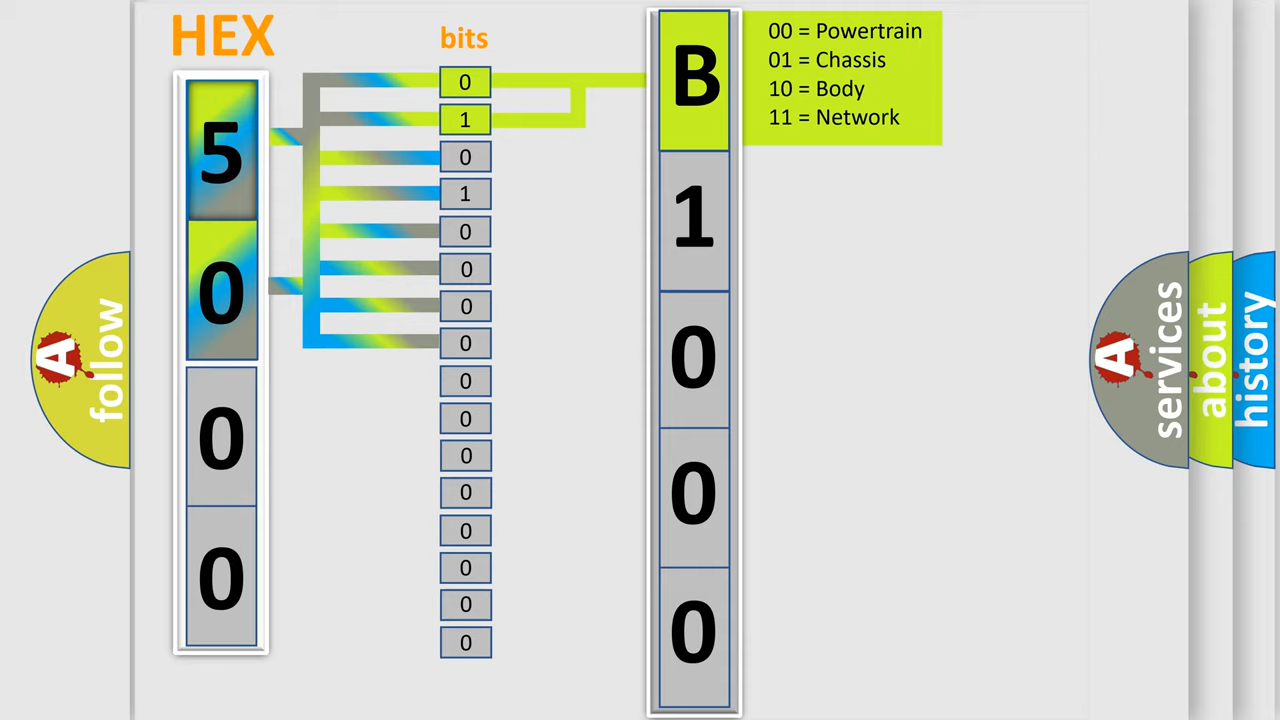 HEX
bits
5
0
0
0
0
1
0
1
0
0
0
0
0
0
0
0
0
0
0
0
B
1
0
0
0
00 = Powertrain
01 = Chassis
10 = Body
11 = Network
A
follow
A
services
about
history